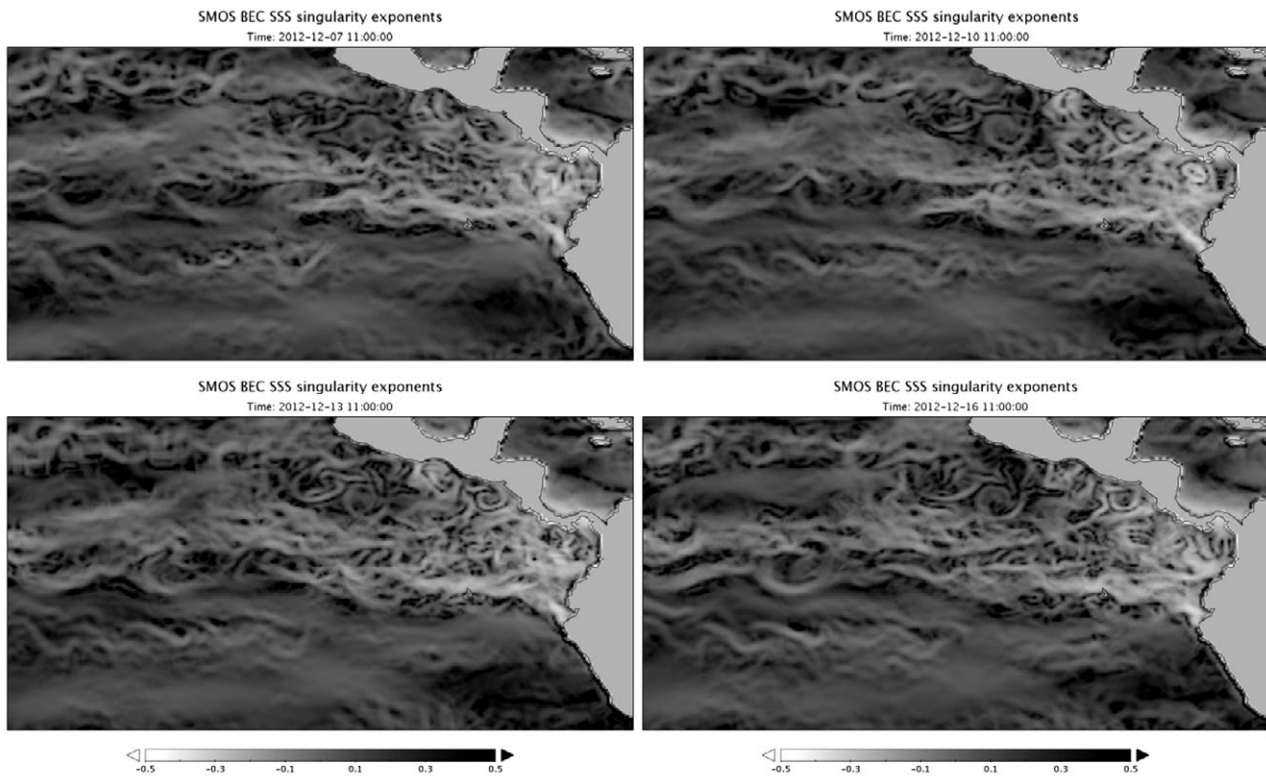 SMOS BEC SSS singularity exponents
Time: 2012-12-07 11:00:00
SMOS BEC SSS singularity exponents
Time: 2012-12-10 11:00:00
SMOS BEC SSS singularity exponents
Time: 2012-12-13 11:00:00
SMOS BEC SSS singularity exponents
Time: 2012-12-16 11:00:00
-0.5 -0.3 -0.1 0.1 0.3 0.5
-0.5 -0.3 -0.1 0.1 0.3 0.5